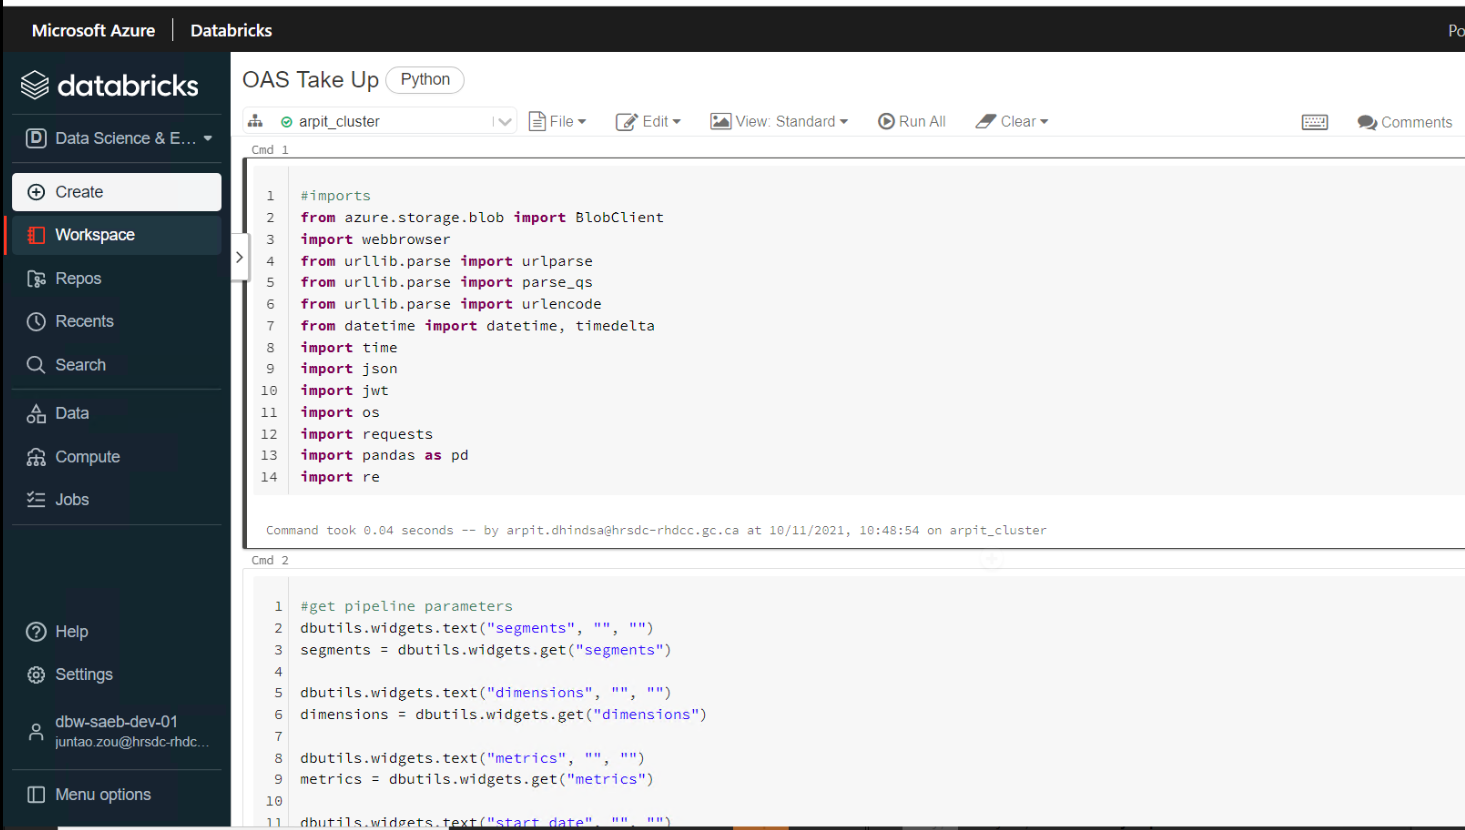 Microsoft Azure | Databricks
Po
databricks
Data Science & E...
Create
Workspace
Repos
Recents
Search
Data
Compute
Jobs
Help
Settings
dbw-saeb-dev-01
juntao.zou@hrsdc-rhdc...
Menu options
OAS Take Up Python
arpit_cluster File Edit View: Standard Run All Clear Comments
Cmd 1
1 #imports
2 from azure.storage.blob import BlobClient
3 import webbrowser
4 from urllib.parse import urlparse
5 from urllib.parse import parse_qs
6 from urllib.parse import urlencode
7 from datetime import datetime, timedelta
8 import time
9 import json
10 import jwt
11 import os
12 import requests
13 import pandas as pd
14 import re
Command took 0.04 seconds -- by arpit.dhindsa@hrsdc-rhdcc.gc.ca at 10/11/2021, 10:48:54 on arpit_cluster
Cmd 2
1 #get pipeline parameters
2 dbutils.widgets.text("segments", "", "")
3 segments = dbutils.widgets.get("segments")
4
5 dbutils.widgets.text("dimensions", "", "")
6 dimensions = dbutils.widgets.get("dimensions")
7
8 dbutils.widgets.text("metrics", "", "")
9 metrics = dbutils.widgets.get("metrics")
10
11 dbutils.widgets.text("start_date", "", "")